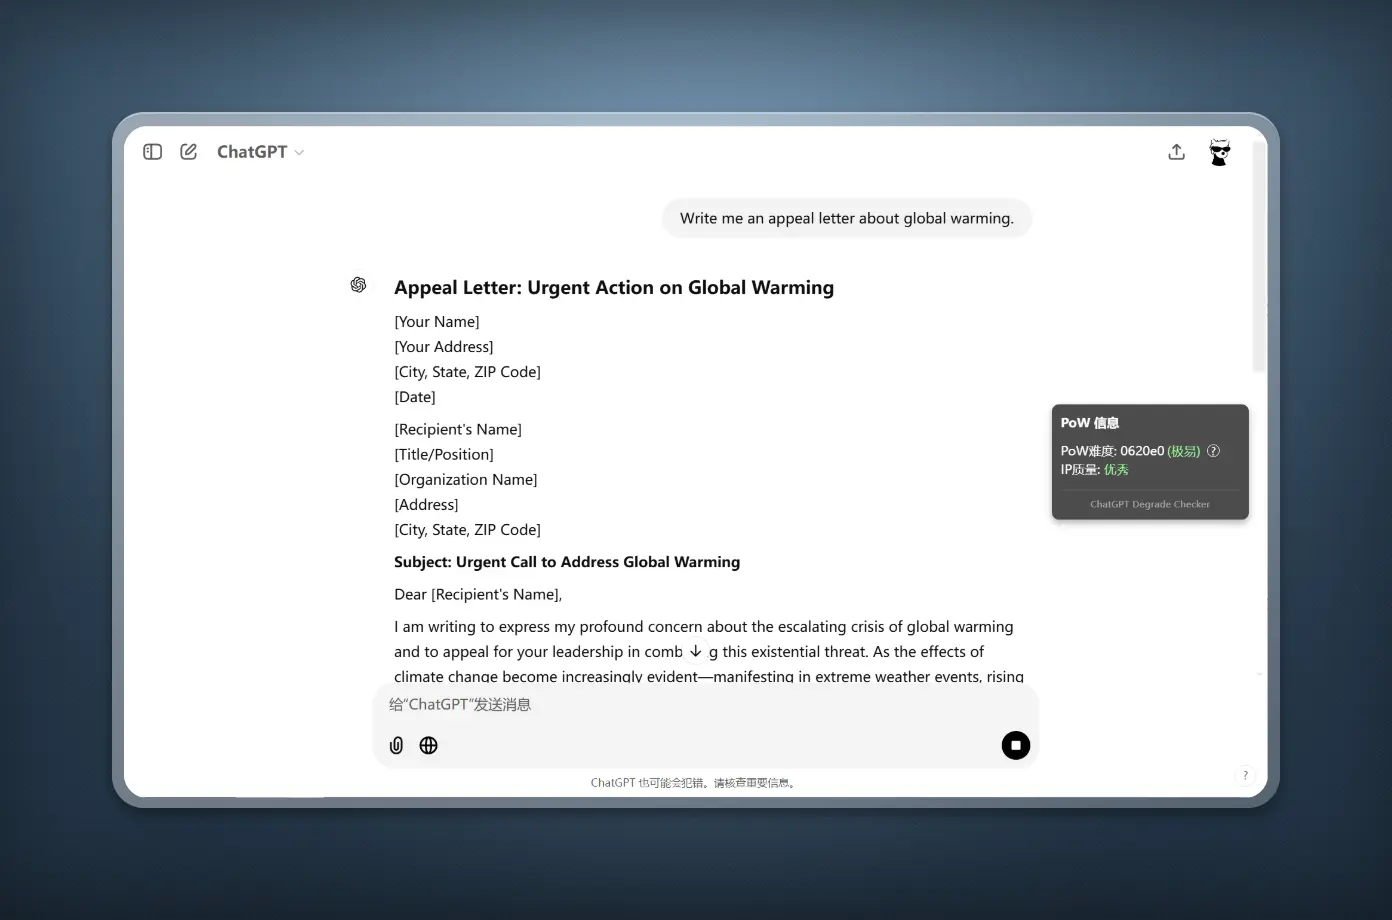 ChatGPT
Write me an appeal letter about global warming.
Appeal Letter: Urgent Action on Global Warming
[Your Name]
[Your Address]
[City, State, ZIP Code]
[Date]
[Recipient's Name]
[Title/Position]
[Organization Name]
[Address]
[City, State, ZIP Code]
Subject: Urgent Call to Address Global Warming
Dear [Recipient's Name],
I am writing to express my profound concern about the escalating crisis of global warming
and to appeal for your leadership in comb g this existential threat. As the effects of
climate change become increasingly evident—manifesting in extreme weather events, rising
PoW 信息
PoW难度: 0620e0 (极易) ?
IP质量: 优秀
ChatGPT Degrade Checker
给“ChatGPT”发送消息
ChatGPT 也可能会犯错。请核查重要信息。
?